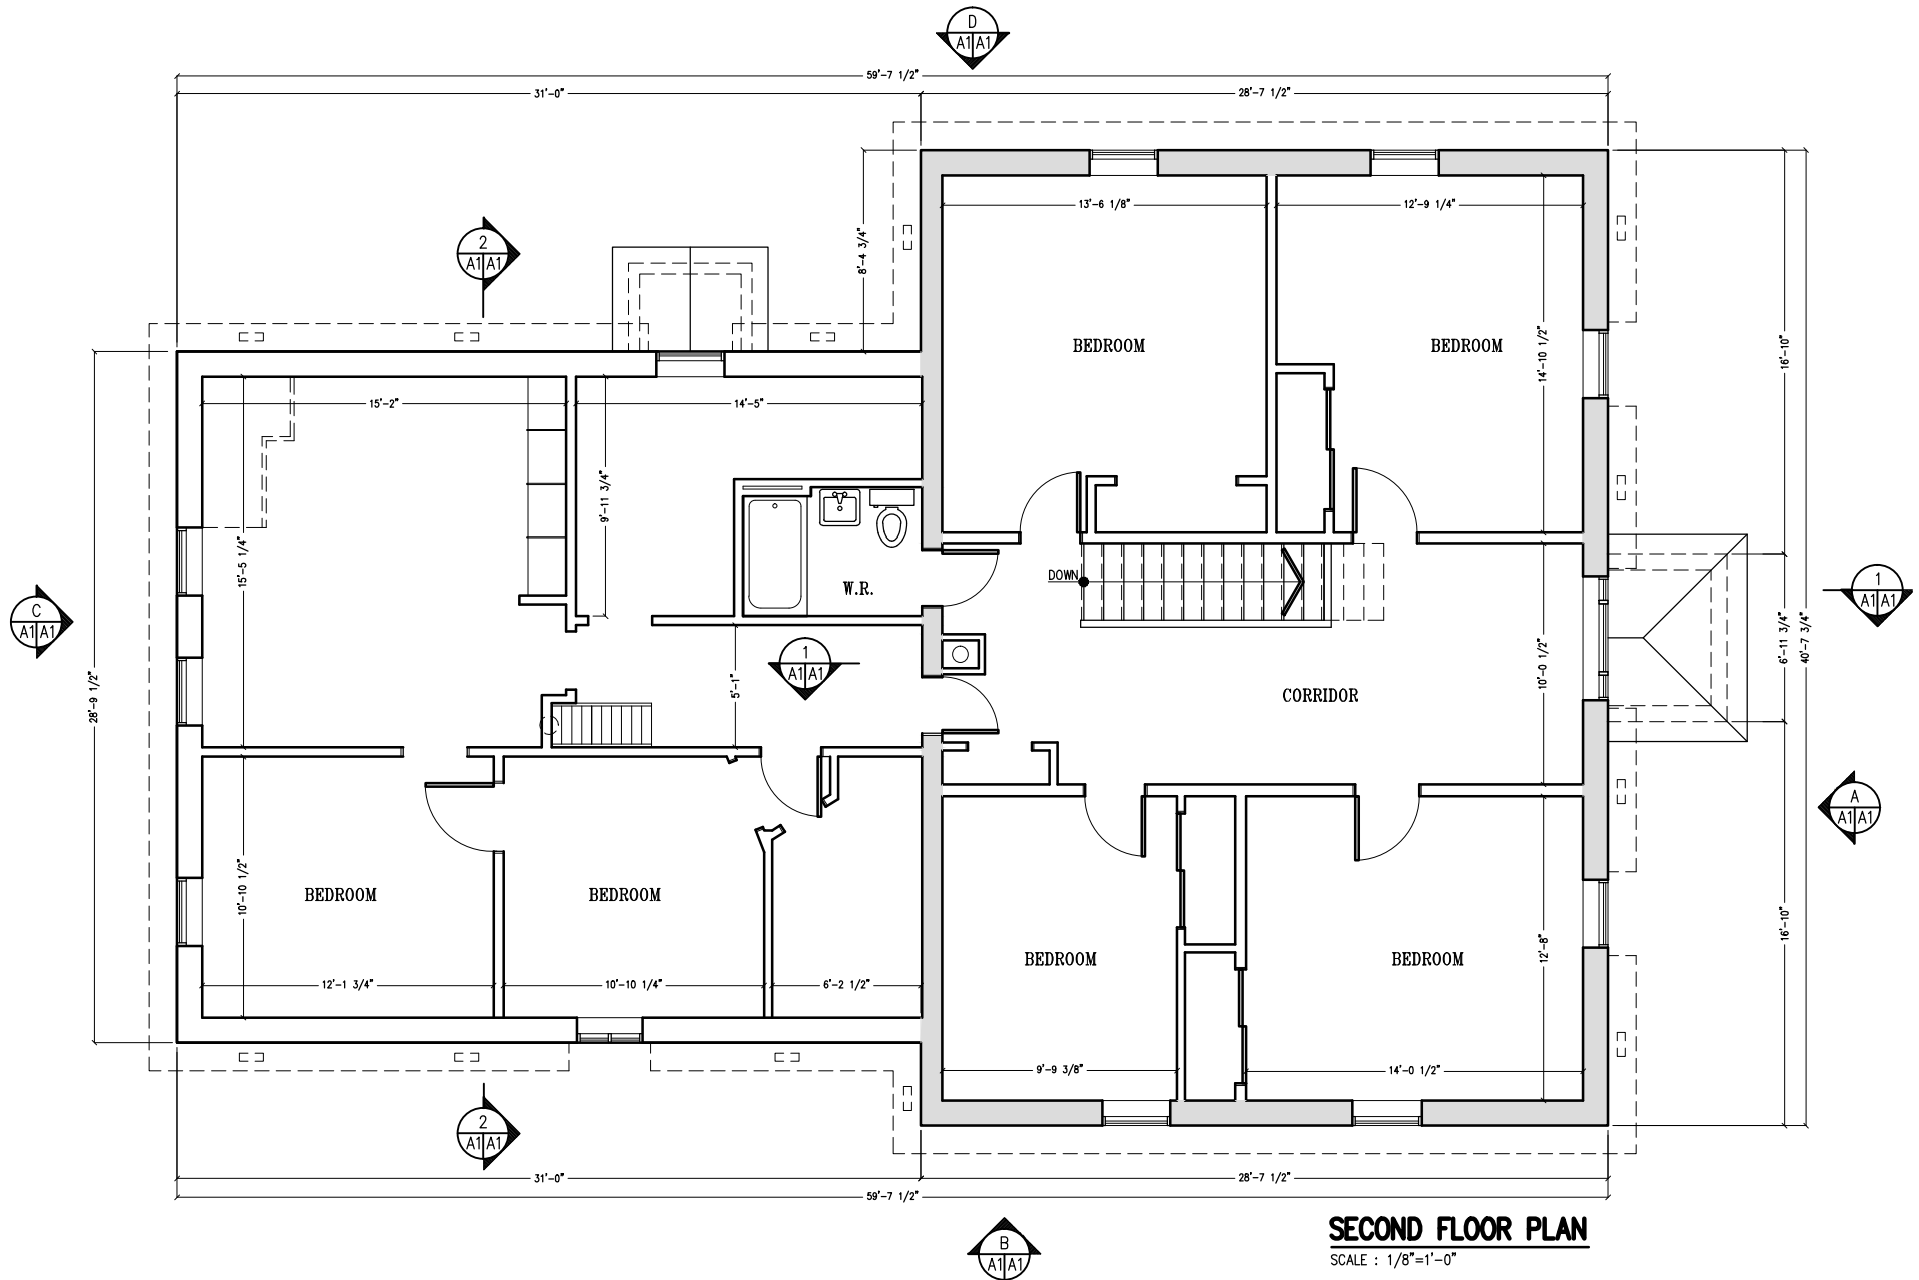 D
A1 A1
59'-7 1/2"
31'-0"
28'-7 1/2"
13'-6 1/8"
12'-9 1/4"
8'-4 3/4"
2
A1 A1
BEDROOM
BEDROOM
14'-10 1/2"
16'-10"
15'-2"
14'-5"
9'-11 3/4"
15'-5 1/4"
DOWN
W.R.
1
A1 A1
C
A1 A1
6'-11 3/4"
40'-7 3/4"
10'-0 1/2"
1
A1 A1
5'-1"
28'-9 1/2"
CORRIDOR
A
A1 A1
10'-10 1/2"
BEDROOM
BEDROOM
16'-10"
12'-8"
BEDROOM
BEDROOM
12'-1 3/4"
10'-10 1/4"
6'-2 1/2"
9'-9 3/8"
14'-0 1/2"
2
A1 A1
31'-0"
28'-7 1/2"
59'-7 1/2"
B
A1 A1
SECOND FLOOR PLAN
SCALE : 1/8"=1'-0"